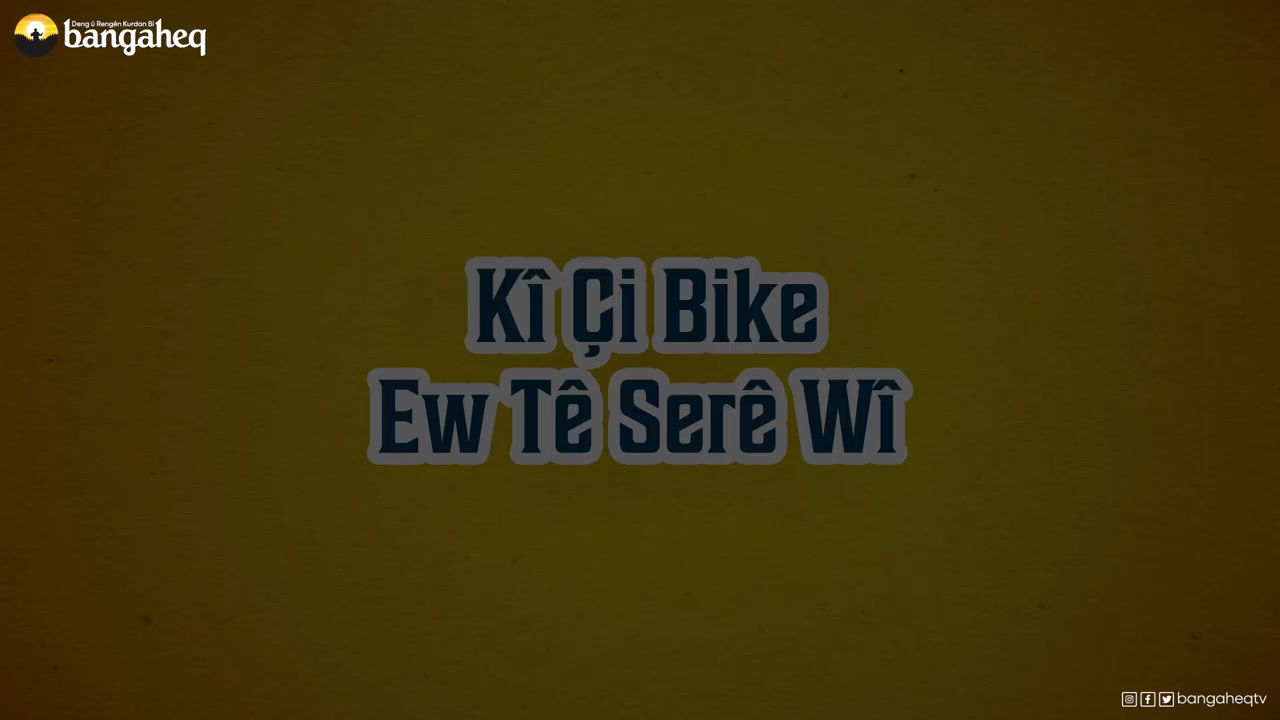 Deng û Rengên Kurdan Bi
bangaheq
Kî Çi Bike
Ew Tê Serê Wî
bangaheqtv